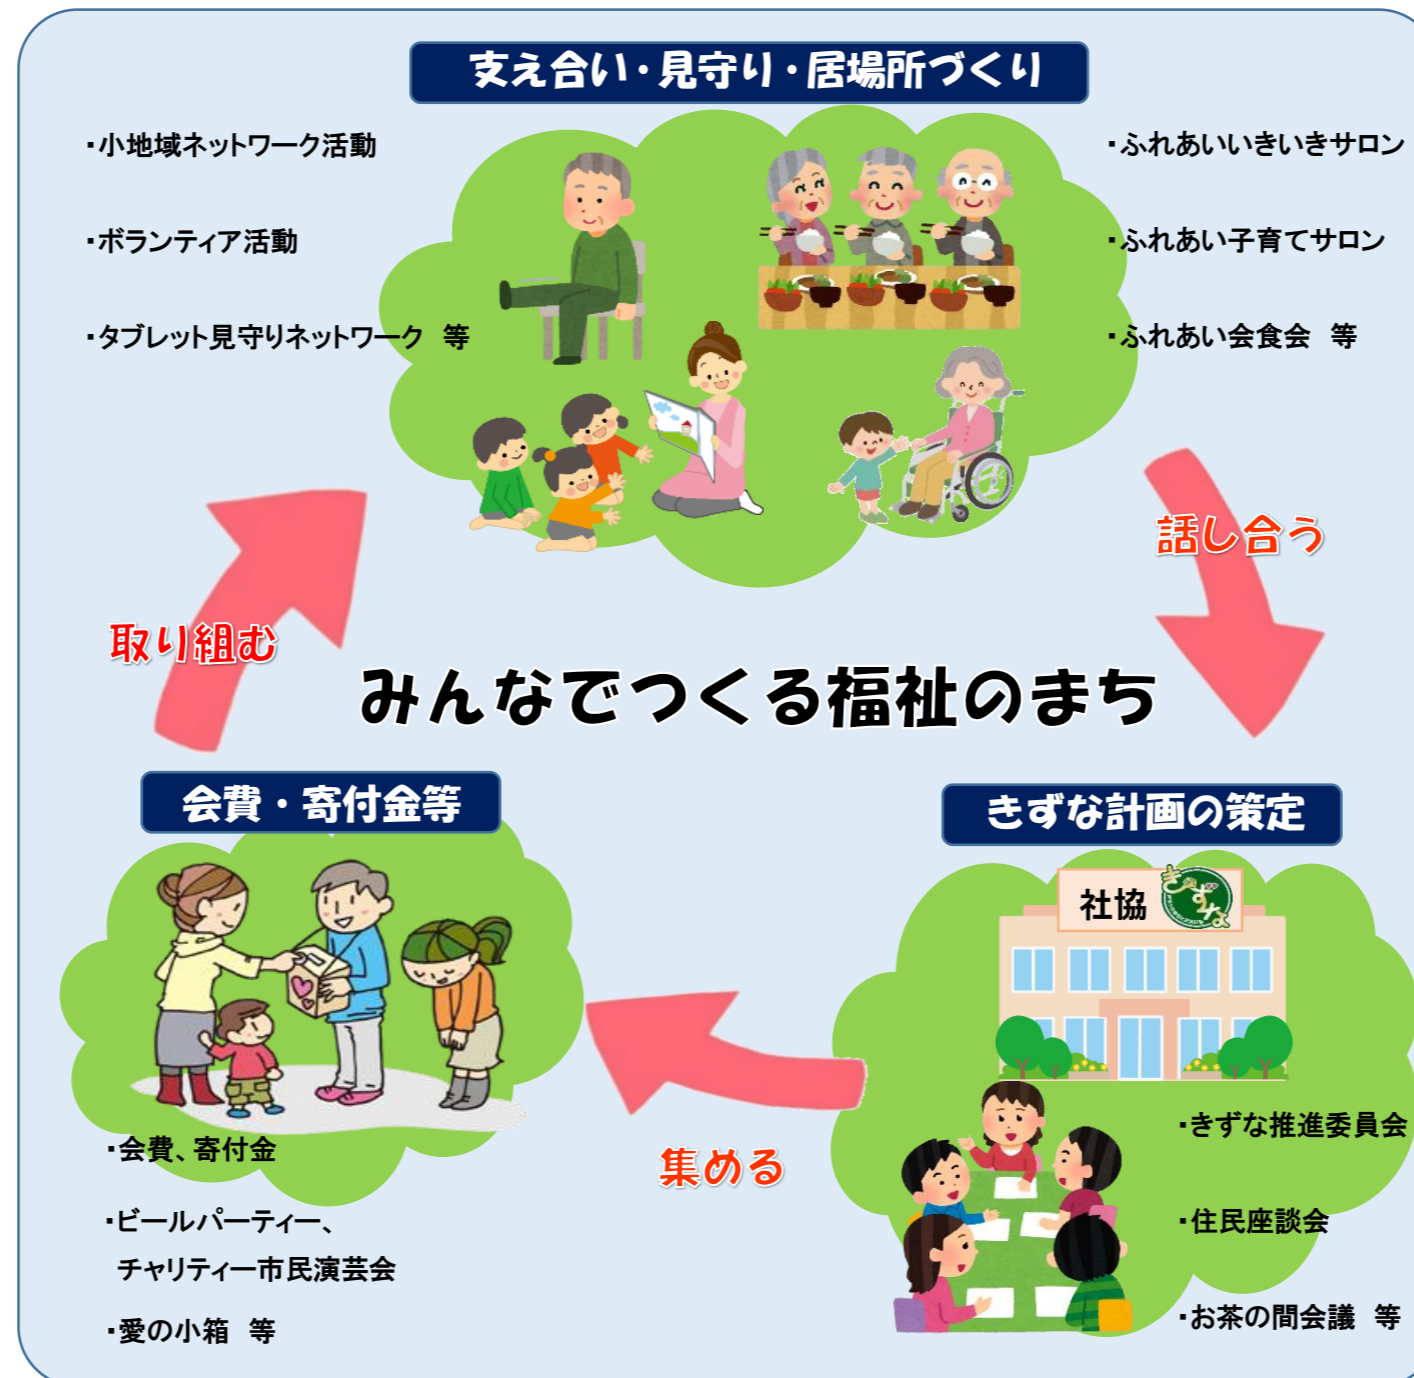 支え合い・見守り・居場所づくり
・小地域ネットワーク活動
・ボランティア活動
・タブレット見守りネットワーク　等
・ふれあいいきいきサロン
・ふれあい子育てサロン
・ふれあい会食会　等
話し合う
取り組む
みんなでつくる福祉のまち
会費・寄付金等
きずな計画の策定
社協
きずな
・きずな推進委員会
・住民座談会
・お茶の間会議　等
集める
・会費、寄付金
・ビールパーティー、
チャリティー市民演芸会
・愛の小箱　等